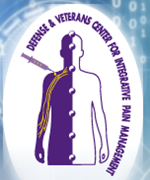 DEFENSE & VETERANS CENTER FOR INTEGRATIVE PAIN MANAGEMENT